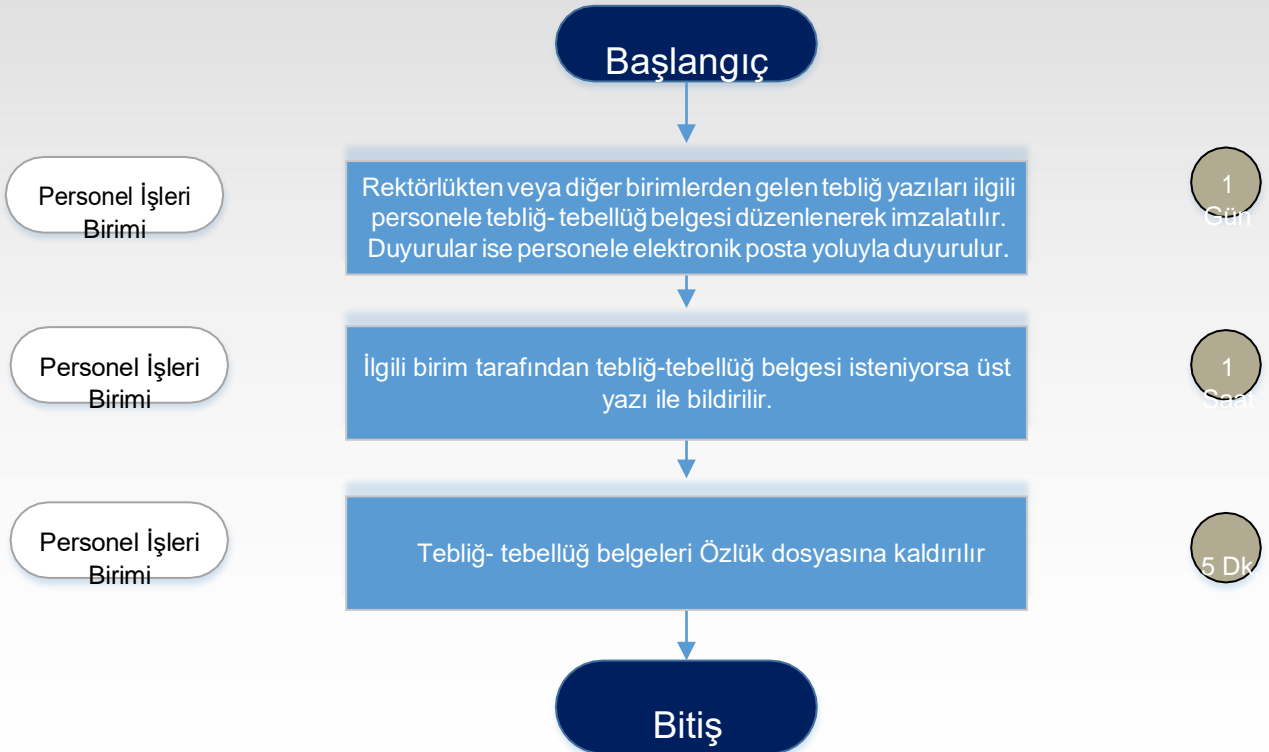 Başlangıç
Personel İşleri
Birimi
Rektörlükten veya diğer birimlerden gelen tebliğ yazıları ilgili
personele tebliğ- tebellüğ belgesi düzenlenerek imzalatılır.
Duyurular ise personele elektronik posta yoluyla duyurulur.
1
Gün
Personel İşleri
Birimi
İlgili birim tarafından tebliğ-tebellüğ belgesi isteniyorsa üst
yazı ile bildirilir.
1
Saat
Personel İşleri
Birimi
Tebliğ- tebellüğ belgeleri Özlük dosyasına kaldırılır
5 Dk
Bitiş